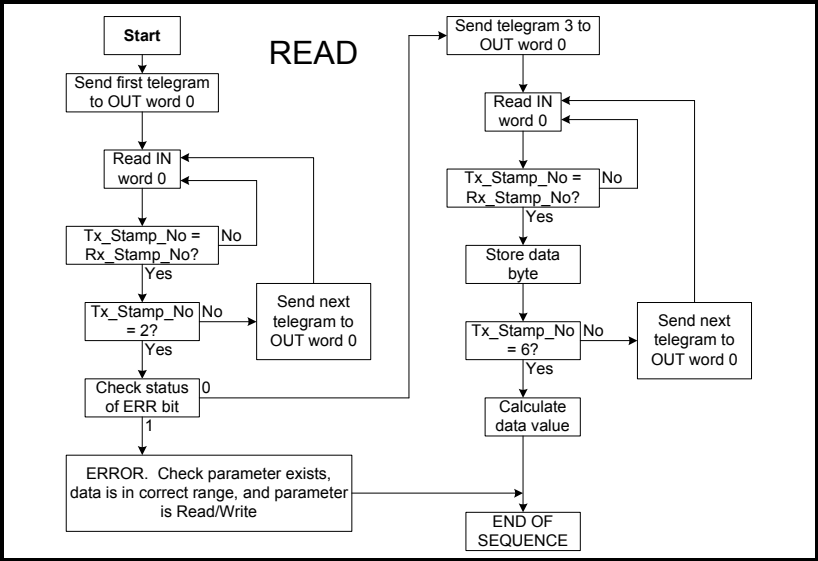 READ
Start
Send first telegram
to OUT word 0
Read IN
word 0
Tx_Stamp_No =
Rx_Stamp_No?
No
Yes
Tx_Stamp_No
= 2?
No
Send next
telegram to
OUT word 0
Yes
Check status
of ERR bit
0
1
ERROR.  Check parameter exists,
data is in correct range, and parameter
is Read/Write
Send telegram 3 to
OUT word 0
Read IN
word 0
Tx_Stamp_No =
Rx_Stamp_No?
No
Yes
Store data
byte
Tx_Stamp_No
= 6?
No
Send next
telegram to
OUT word 0
Yes
Calculate
data value
END OF
SEQUENCE